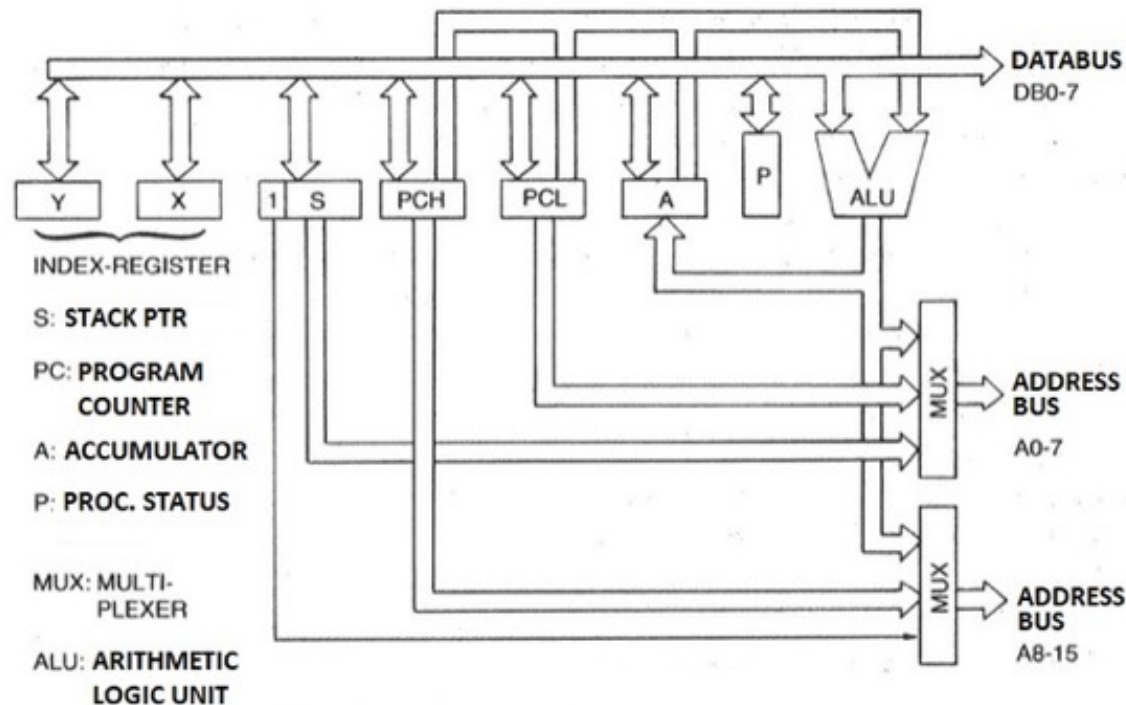 DATABUS
DB0-7
Y
X
1 S
PCH
PCL
A
P
ALU
INDEX-REGISTER
S: STACK PTR
PC: PROGRAM
COUNTER
A: ACCUMULATOR
P: PROC. STATUS
MUX: MULTI-
PLEXER
ALU: ARITHMETIC
LOGIC UNIT
MUX
ADDRESS
BUS
A0-7
MUX
ADDRESS
BUS
A8-15